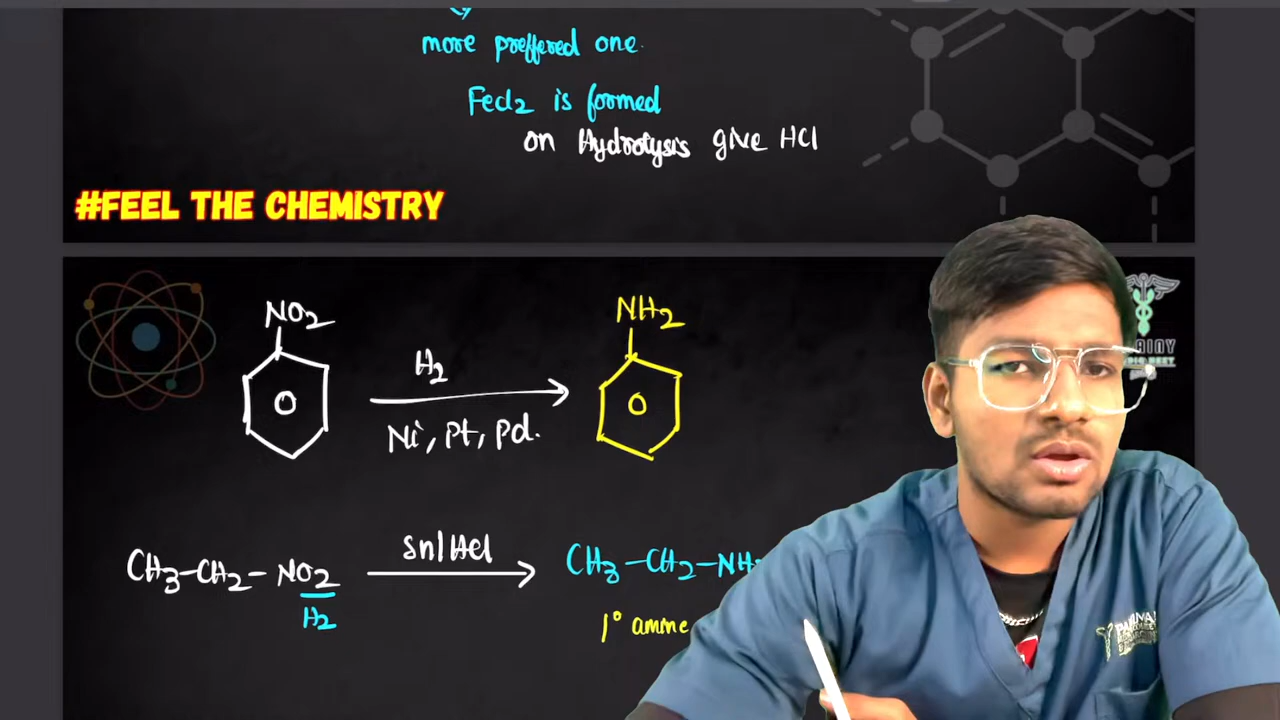 more preffered one.
Fecl2 is formed
on Hydrolysis give HCl
#FEEL THE CHEMISTRY
NO2
NH2
H2
Ni, Pt, Pd.
CH3-CH2-NO2
H2
Sn/HCl
CH3-CH2-NH
1° amine